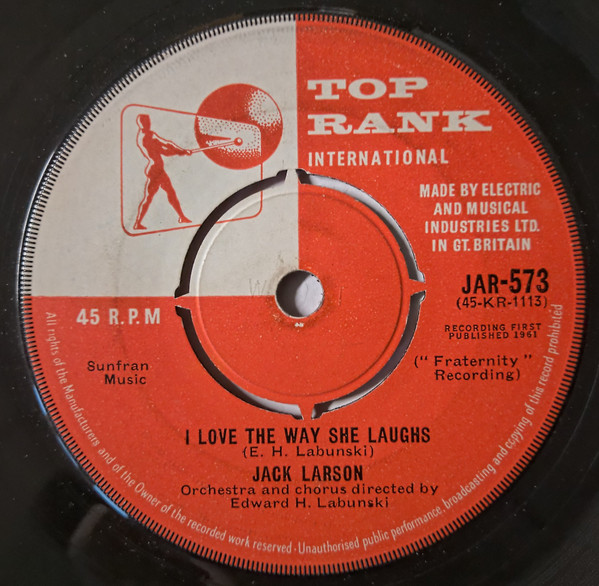 TOP
RANK
INTERNATIONAL
MADE BY ELECTRIC
AND MUSICAL
INDUSTRIES LTD.
IN GT. BRITAIN
JAR-573
(45-KR-1113)
45 R.P.M
RECORDING FIRST
PUBLISHED 1961
Sunfran
Music
("Fraternity"
Recording)
I LOVE THE WAY SHE LAUGHS
(E. H. Labunski)
JACK LARSON
Orchestra and chorus directed by
Edward H. Labunski
All rights of the Manufacturers and of the Owner of the recorded work reserved · Unauthorised public performance, broadcasting and copying of this record prohibited